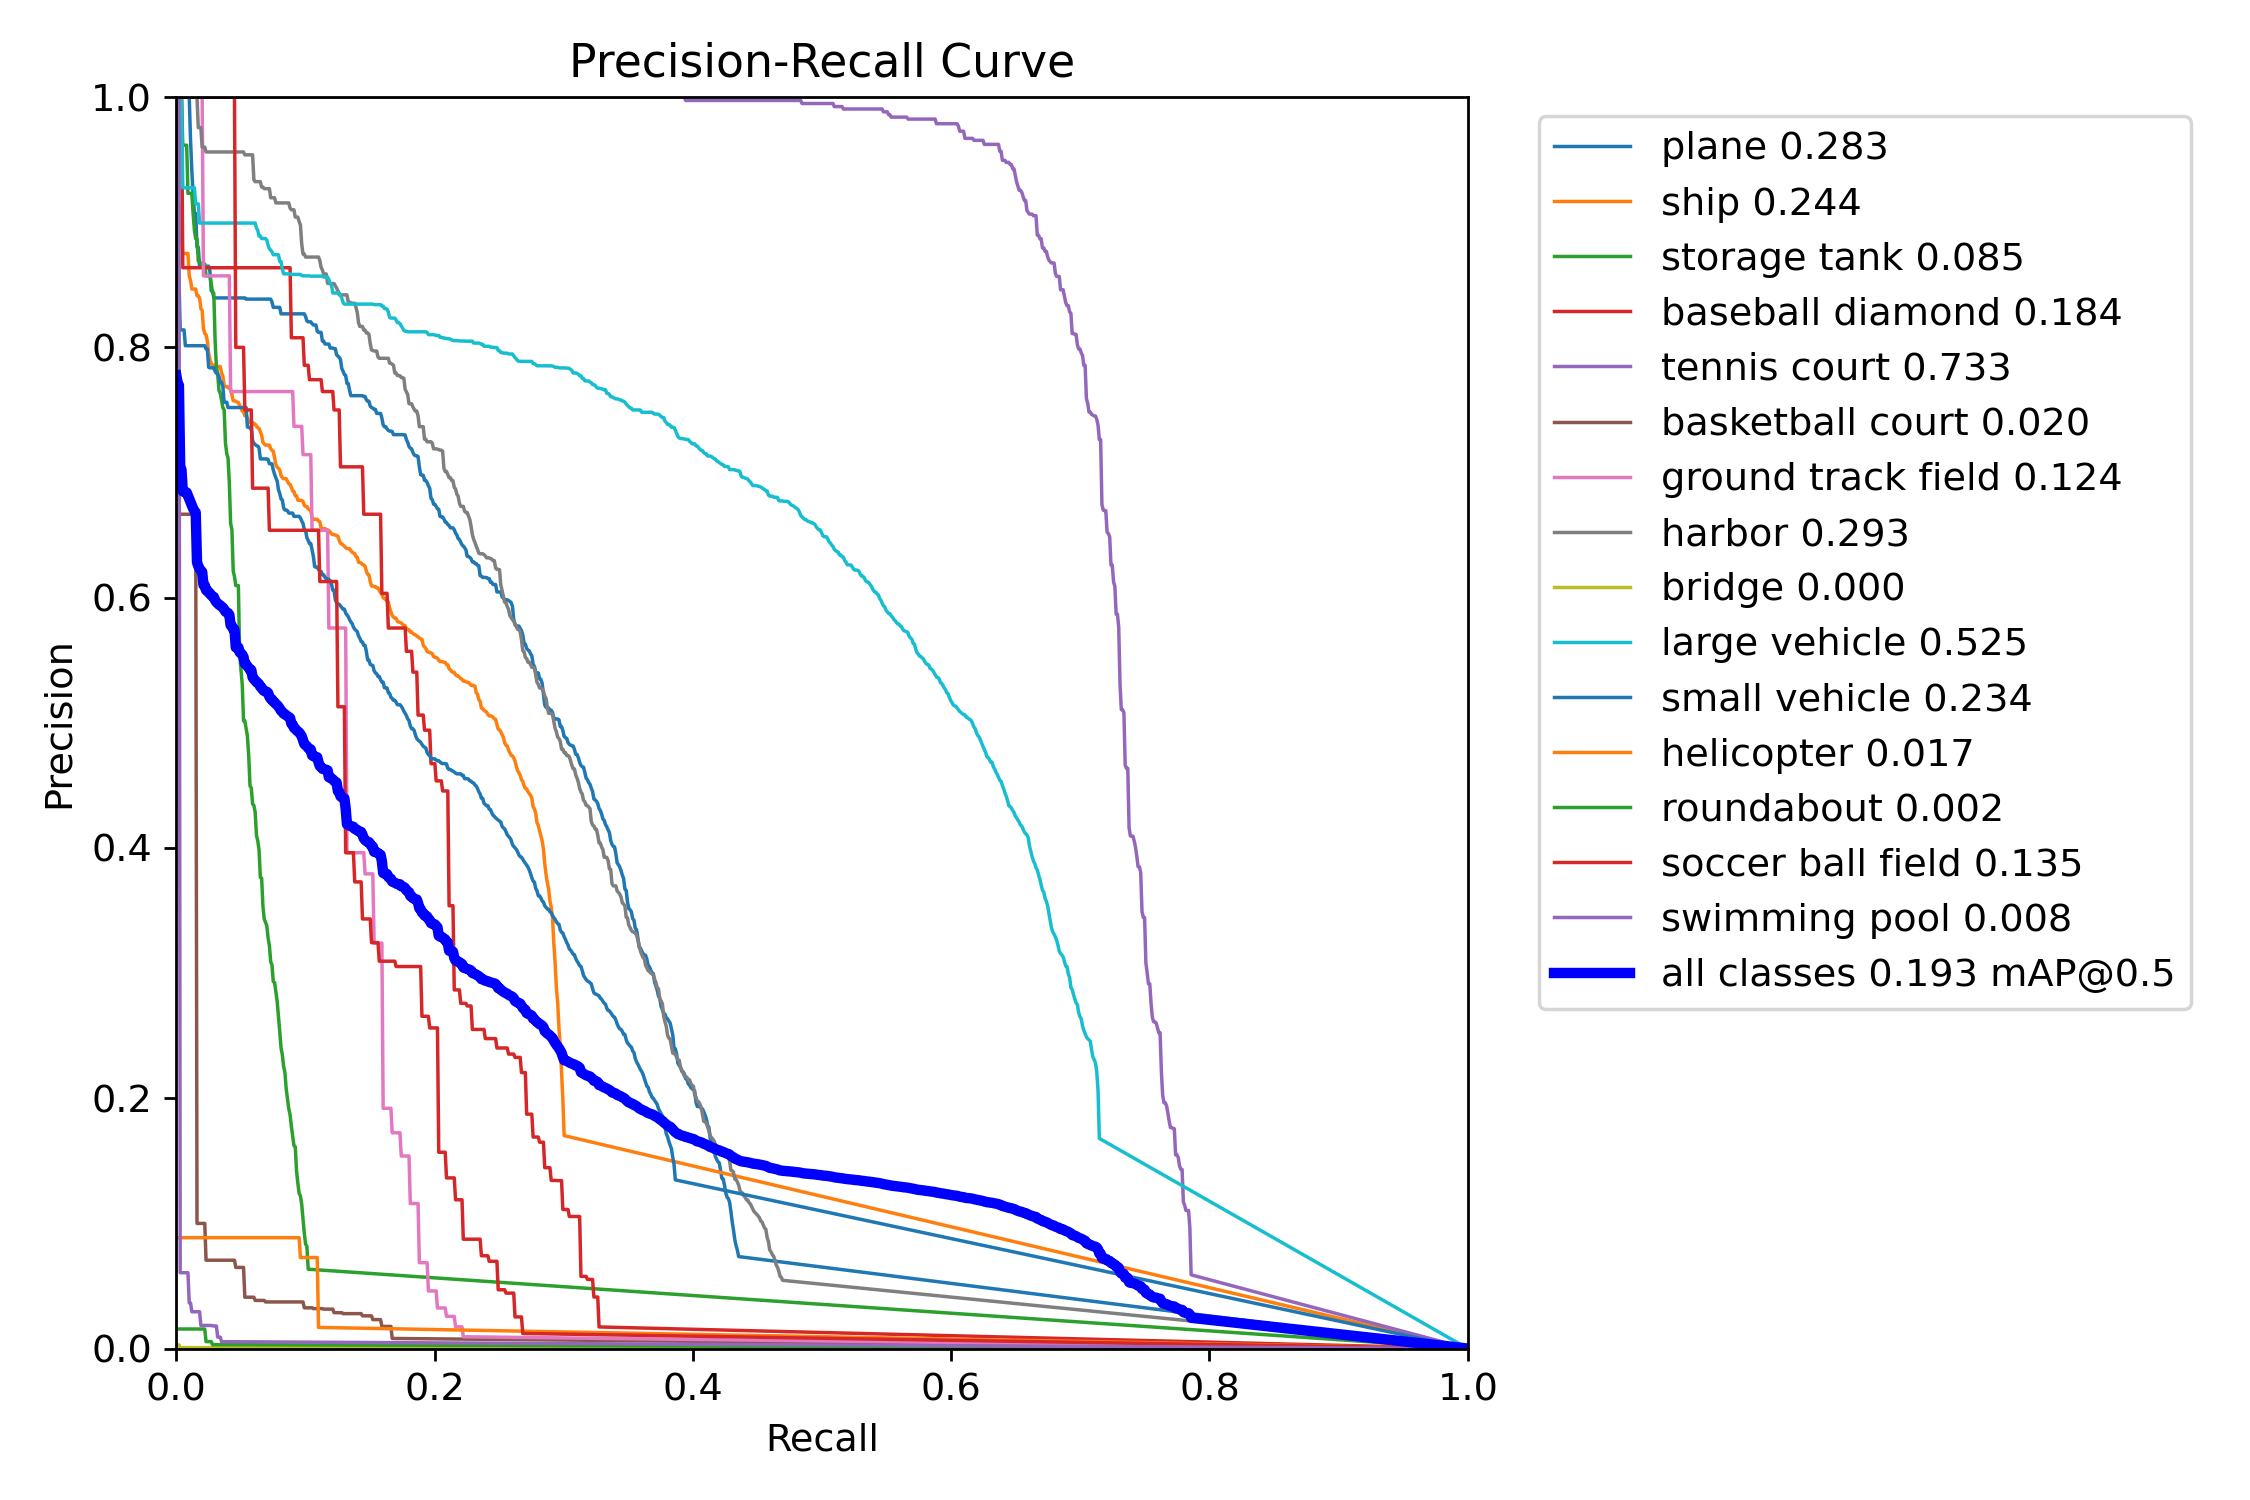 Precision-Recall Curve
1.0
0.8
0.6
0.4
0.2
0.0
Precision
0.0 0.2 0.4 0.6 0.8 1.0
Recall
plane 0.283
ship 0.244
storage tank 0.085
baseball diamond 0.184
tennis court 0.733
basketball court 0.020
ground track field 0.124
harbor 0.293
bridge 0.000
large vehicle 0.525
small vehicle 0.234
helicopter 0.017
roundabout 0.002
soccer ball field 0.135
swimming pool 0.008
all classes 0.193 mAP@0.5